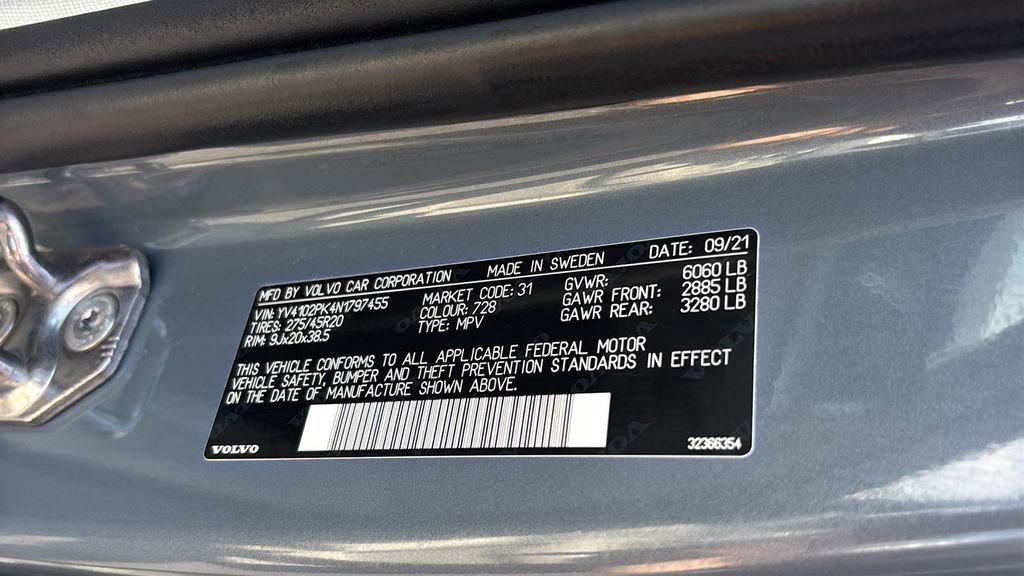 MFD BY VOLVO CAR CORPORATION MADE IN SWEDEN DATE: 09/21
VIN: YV4102PK4N1797455 MARKET CODE: 31 GVWR: 6060 LB
TIRES: 275/45R20 COLOUR: 728 GAWR FRONT: 2885 LB
RIM: 9Jx20x38.5 TYPE: MPV GAWR REAR: 3280 LB
THIS VEHICLE CONFORMS TO ALL APPLICABLE FEDERAL MOTOR
VEHICLE SAFETY, BUMPER AND THEFT PREVENTION STANDARDS IN EFFECT
ON THE DATE OF MANUFACTURE SHOWN ABOVE.
VOLVO 32366354